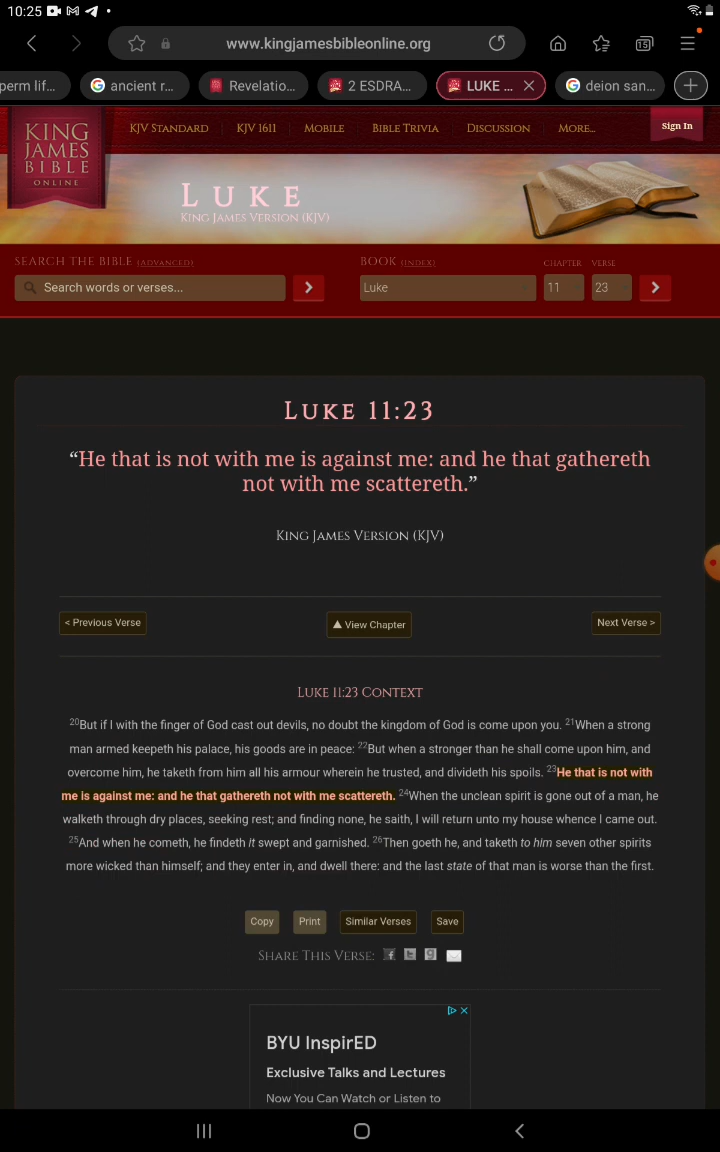 10:25
15
www.kingjamesbibleonline.org
perm lif...
ancient r...
Revelatio...
2 ESDRA...
LUKE ...
deion san...
KING
JAMES
BIBLE
ONLINE
KJV STANDARD
KJV 1611
MOBILE
BIBLE TRIVIA
DISCUSSION
MORE...
Sign In
LUKE
KING JAMES VERSION (KJV)
SEARCH THE BIBLE (ADVANCED)
BOOK (INDEX)
CHAPTER
VERSE
Search words or verses...
Luke
11
23
LUKE 11:23
“He that is not with me is against me: and he that gathereth
not with me scattereth.”
KING JAMES VERSION (KJV)
< Previous Verse
▲ View Chapter
Next Verse >
LUKE 11:23 CONTEXT
20But if I with the finger of God cast out devils, no doubt the kingdom of God is come upon you. 21When a strong
man armed keepeth his palace, his goods are in peace: 22But when a stronger than he shall come upon him, and
overcome him, he taketh from him all his armour wherein he trusted, and divideth his spoils. 23He that is not with
me is against me: and he that gathereth not with me scattereth. 24When the unclean spirit is gone out of a man, he
walketh through dry places, seeking rest; and finding none, he saith, I will return unto my house whence I came out.
25And when he cometh, he findeth it swept and garnished. 26Then goeth he, and taketh to him seven other spirits
more wicked than himself; and they enter in, and dwell there: and the last state of that man is worse than the first.
Copy
Print
Similar Verses
Save
SHARE THIS VERSE:
BYU InspirED
Exclusive Talks and Lectures
Now You Can Watch or Listen to